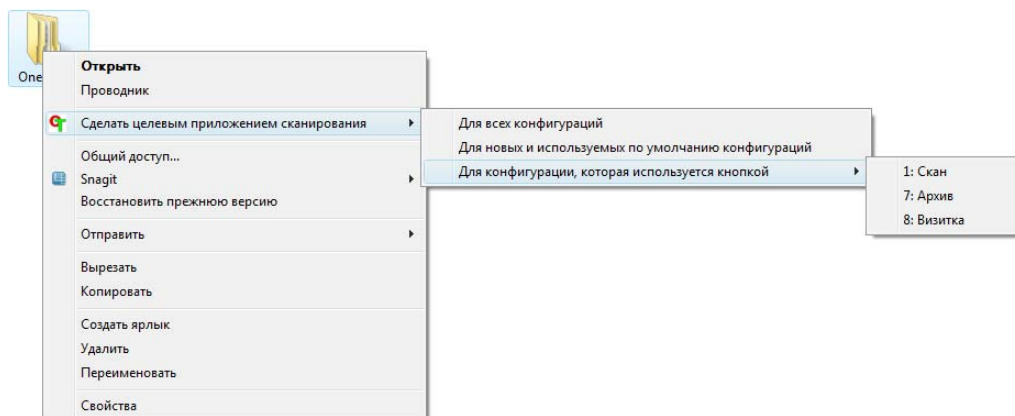 One
Открыть
Проводник
Сделать целевым приложением сканирования
Общий доступ...
Snagit
Восстановить прежнюю версию
Отправить
Вырезать
Копировать
Создать ярлык
Удалить
Переименовать
Свойства
Для всех конфигураций
Для новых и используемых по умолчанию конфигураций
Для конфигурации, которая используется кнопкой
1: Скан
7: Архив
8: Визитка